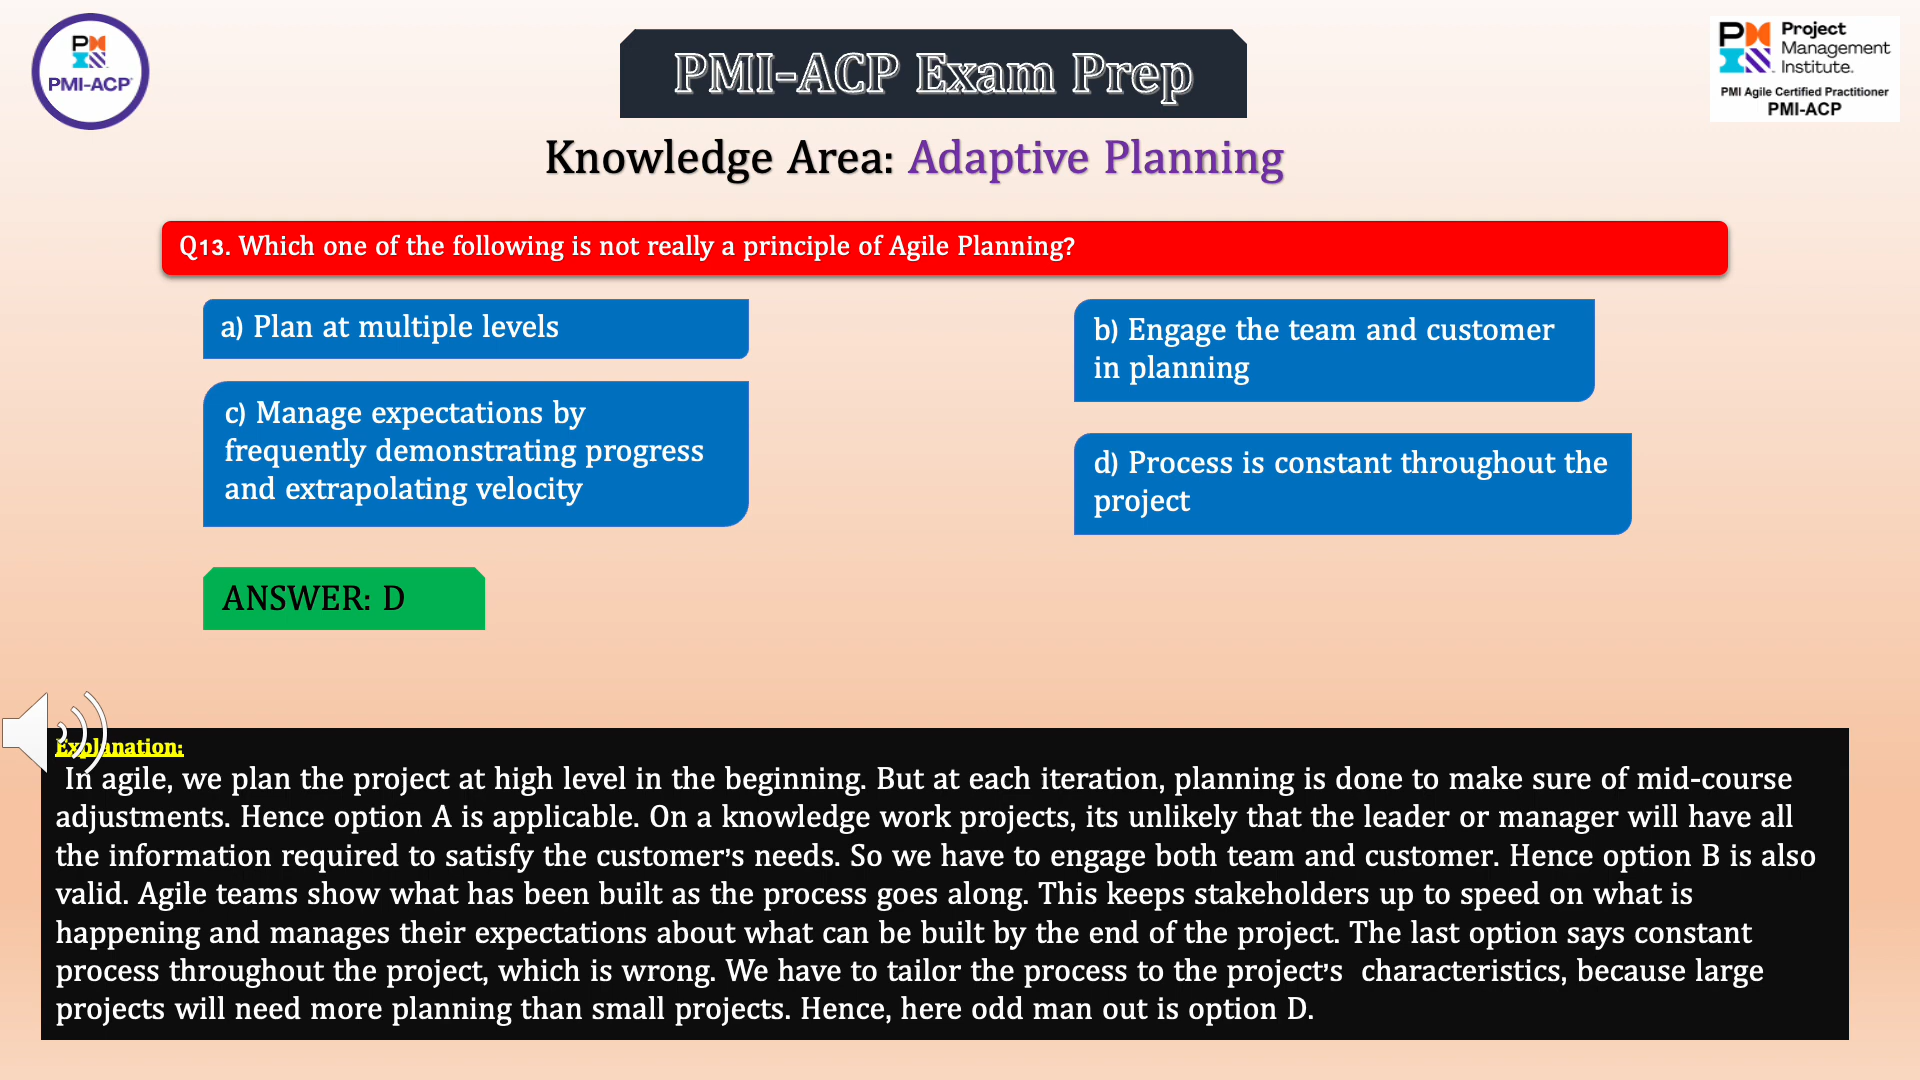 PMI-ACP
PMI-ACP Exam Prep
Project
Management
Institute.
PMI Agile Certified Practitioner
PMI-ACP
Knowledge Area: Adaptive Planning
Q13. Which one of the following is not really a principle of Agile Planning?
a) Plan at multiple levels
b) Engage the team and customer
in planning
c) Manage expectations by
frequently demonstrating progress
and extrapolating velocity
d) Process is constant throughout the
project
ANSWER: D
Explanation:
In agile, we plan the project at high level in the beginning. But at each iteration, planning is done to make sure of mid-course
adjustments. Hence option A is applicable. On a knowledge work projects, its unlikely that the leader or manager will have all
the information required to satisfy the customer's needs. So we have to engage both team and customer. Hence option B is also
valid. Agile teams show what has been built as the process goes along. This keeps stakeholders up to speed on what is
happening and manages their expectations about what can be built by the end of the project. The last option says constant
process throughout the project, which is wrong. We have to tailor the process to the project's  characteristics, because large
projects will need more planning than small projects. Hence, here odd man out is option D.